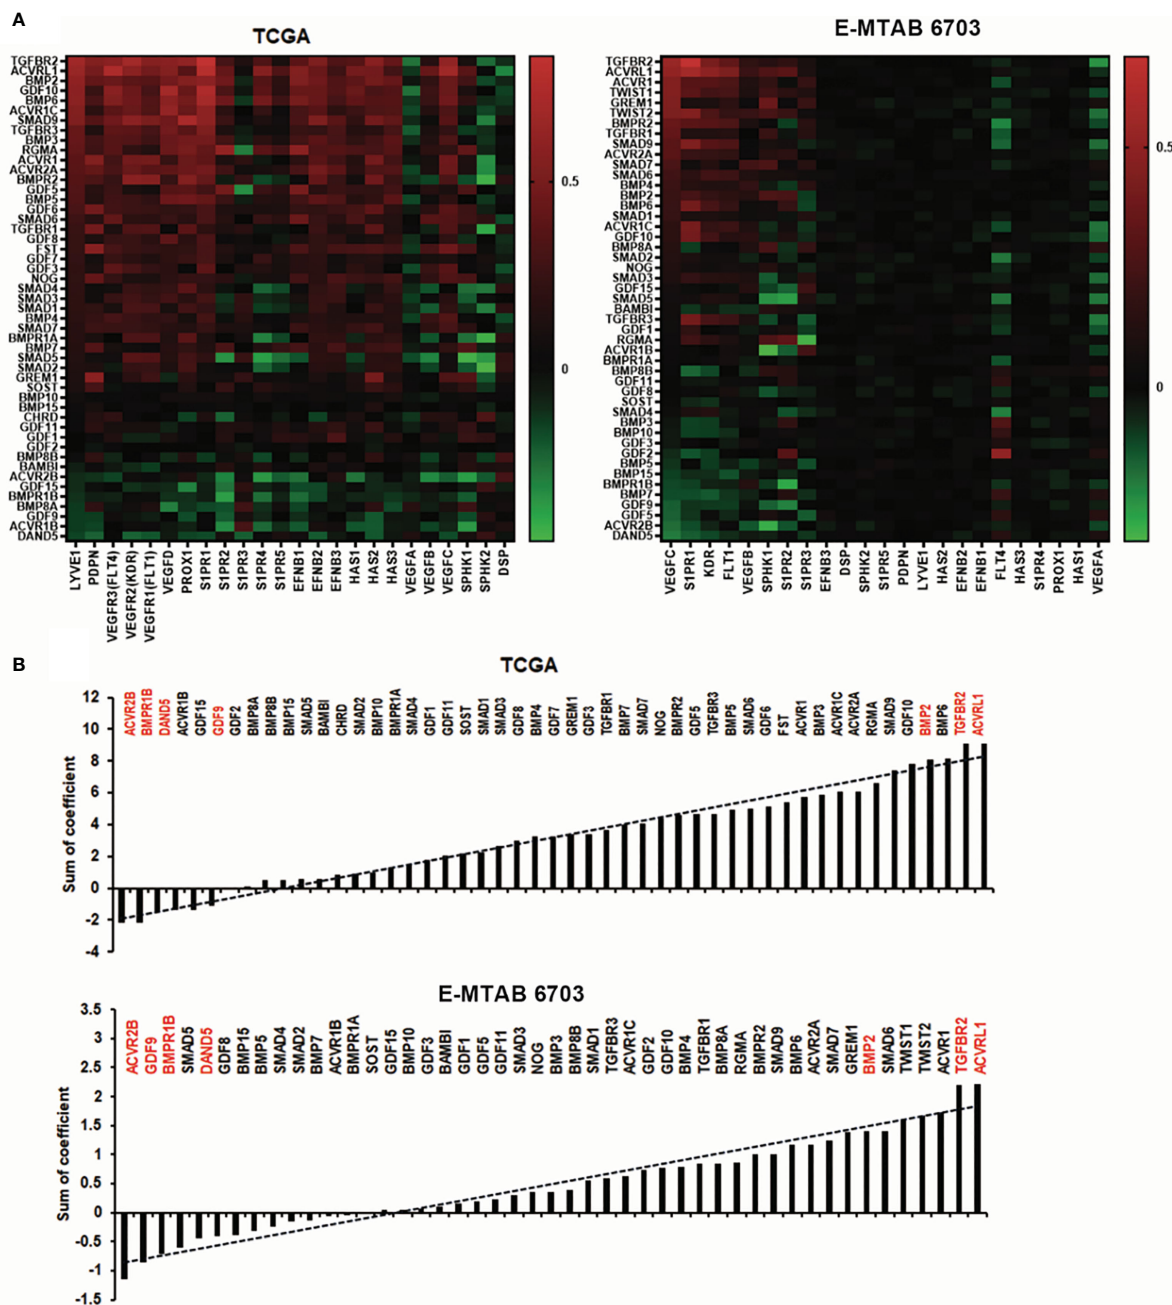 A
TCGA
E-MTAB 6703
TGFBR2
ACVRL1
BMP2
GDF10
BMP6
ACVR1C
SMAD9
TGFBR3
BMP3
RGMA
ACVR1
ACVR2A
BMPR2
GDF5
BMP5
GDF6
SMAD6
TGFBR1
GDF8
FST
GDF7
GDF3
NOG
SMAD4
SMAD3
SMAD1
BMP4
SMAD7
BMPR1A
BMP7
SMAD5
SMAD2
GREM1
SOST
BMP10
BMP15
CHRD
GDF11
GDF1
GDF2
BMP8B
BAMBI
ACVR2B
GDF15
BMPR1B
BMP8A
GDF9
ACVR1B
DAND5
LYVE1
PDPN
VEGFR3(FLT4)
VEGFR2(KDR)
VEGFR1(FLT1)
VEGFD
PROX1
S1PR1
S1PR2
S1PR3
S1PR4
S1PR5
EFNB1
EFNB2
EFNB3
HAS1
HAS2
HAS3
VEGFA
VEGFB
VEGFC
SPHK1
SPHK2
DSP
0.5
0
TGFBR2
ACVRL1
ACVR1
TWIST1
GREM1
TWIST2
BMPR2
TGFBR1
SMAD9
ACVR2A
SMAD7
SMAD6
BMP4
BMP2
BMP6
SMAD1
ACVR1C
GDF10
BMP8A
SMAD2
NOG
SMAD3
GDF15
SMAD5
BAMBI
TGFBR3
GDF1
RGMA
ACVR1B
BMPR1A
BMP8B
GDF11
GDF8
SOST
SMAD4
BMP3
BMP10
GDF3
GDF2
BMP5
BMP15
BMPR1B
BMP7
GDF9
GDF5
ACVR2B
DAND5
VEGFC
S1PR1
KDR
FLT1
VEGFB
SPHK1
S1PR2
S1PR3
EFNB3
DSP
SPHK2
S1PR5
PDPN
LYVE1
HAS2
EFNB2
EFNB1
FLT4
HAS3
S1PR4
PROX1
HAS1
VEGFA
0.5
0
B
TCGA
Sum of coefficient
12
10
8
6
4
2
0
-2
-4
ACVR2B
BMPR1B
DAND5
ACVR1B
GDF15
GDF9
GDF2
BMP8A
BMP8B
BMP15
SMAD5
BAMBI
CHRD
SMAD2
BMP10
BMPR1A
SMAD4
GDF1
GDF11
SOST
SMAD1
SMAD3
GDF8
BMP4
GDF7
GREM1
GDF3
TGFBR1
BMP7
SMAD7
NOG
BMPR2
GDF5
TGFBR3
BMP5
SMAD6
GDF6
FST
ACVR1
BMP3
ACVR1C
ACVR2A
RGMA
SMAD9
GDF10
BMP2
BMP6
TGFBR2
ACVRL1
E-MTAB 6703
Sum of coefficient
3.5
3
2.5
2
1.5
1
0.5
0
-0.5
-1
-1.5
ACVR2B
GDF9
BMPR1B
SMAD5
DAND5
GDF8
BMP15
BMP5
SMAD4
SMAD2
BMP7
ACVR1B
BMPR1A
SOST
GDF15
BMP10
GDF3
BAMBI
GDF1
GDF5
GDF11
SMAD3
NOG
BMP3
BMP8B
SMAD1
TGFBR3
ACVR1C
GDF2
GDF10
BMP4
TGFBR1
BMP8A
RGMA
BMPR2
SMAD9
BMP6
ACVR2A
SMAD7
GREM1
BMP2
SMAD6
TWIST1
TWIST2
ACVR1
TGFBR2
ACVRL1